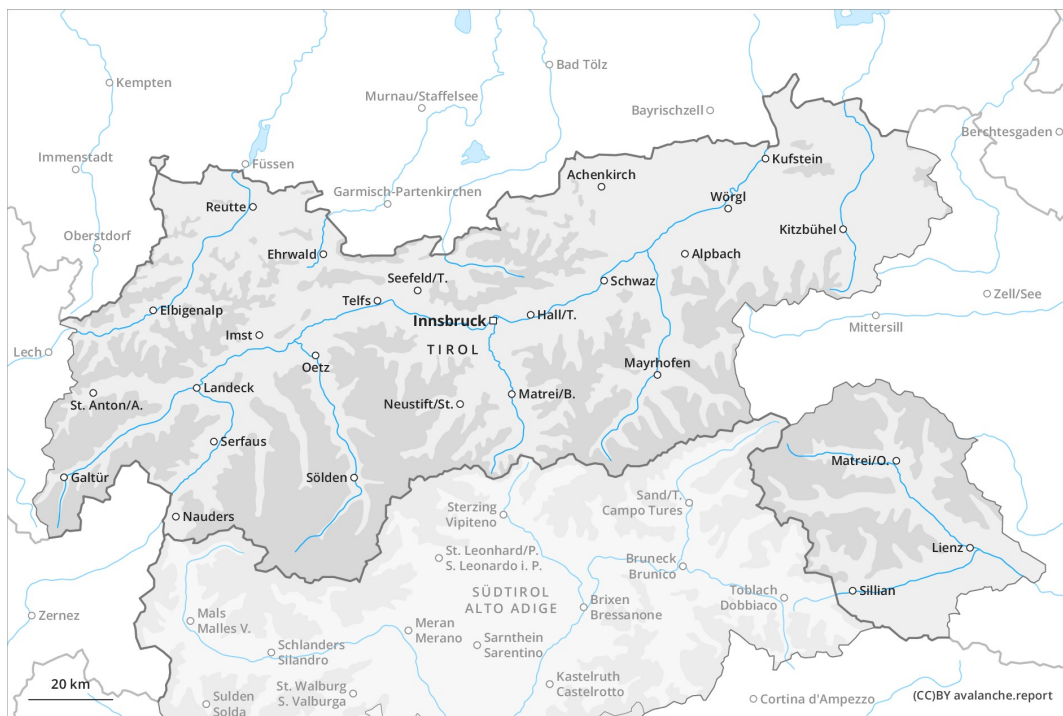 Kempten
Bad Tölz
Murnau/Staffelsee
Bayrischzell
Berchtesgaden
Immenstadt
Füssen
Kufstein
Achenkirch
Garmisch-Partenkirchen
Reutte
Wörgl
Oberstdorf
Kitzbühel
Ehrwald
Alpbach
Seefeld/T.
Schwaz
Zell/See
Telfs
Elbigenalp
Hall/T.
Innsbruck
Mittersill
Imst
TIROL
Lech
Oetz
Mayrhofen
Landeck
St. Anton/A.
Neustift/St.
Matrei/B.
Serfaus
Matrei/O.
Galtür
Sölden
Sand/T.
Campo Tures
Sterzing
Vipiteno
Nauders
Lienz
St. Leonhard/P.
S. Leonardo i. P.
Bruneck
Brunico
SÜDTIROL
ALTO ADIGE
Toblach
Dobbiaco
Sillian
Brixen
Bressanone
Zernez
Mals
Malles V.
Meran
Merano
Sarnthein
Sarentino
Schlanders
Silandro
Kastelruth
Castelrotto
20 km
St. Walburg
S. Valburga
Sulden
Solda
Cortina d'Ampezzo
(CC)BY avalanche.report